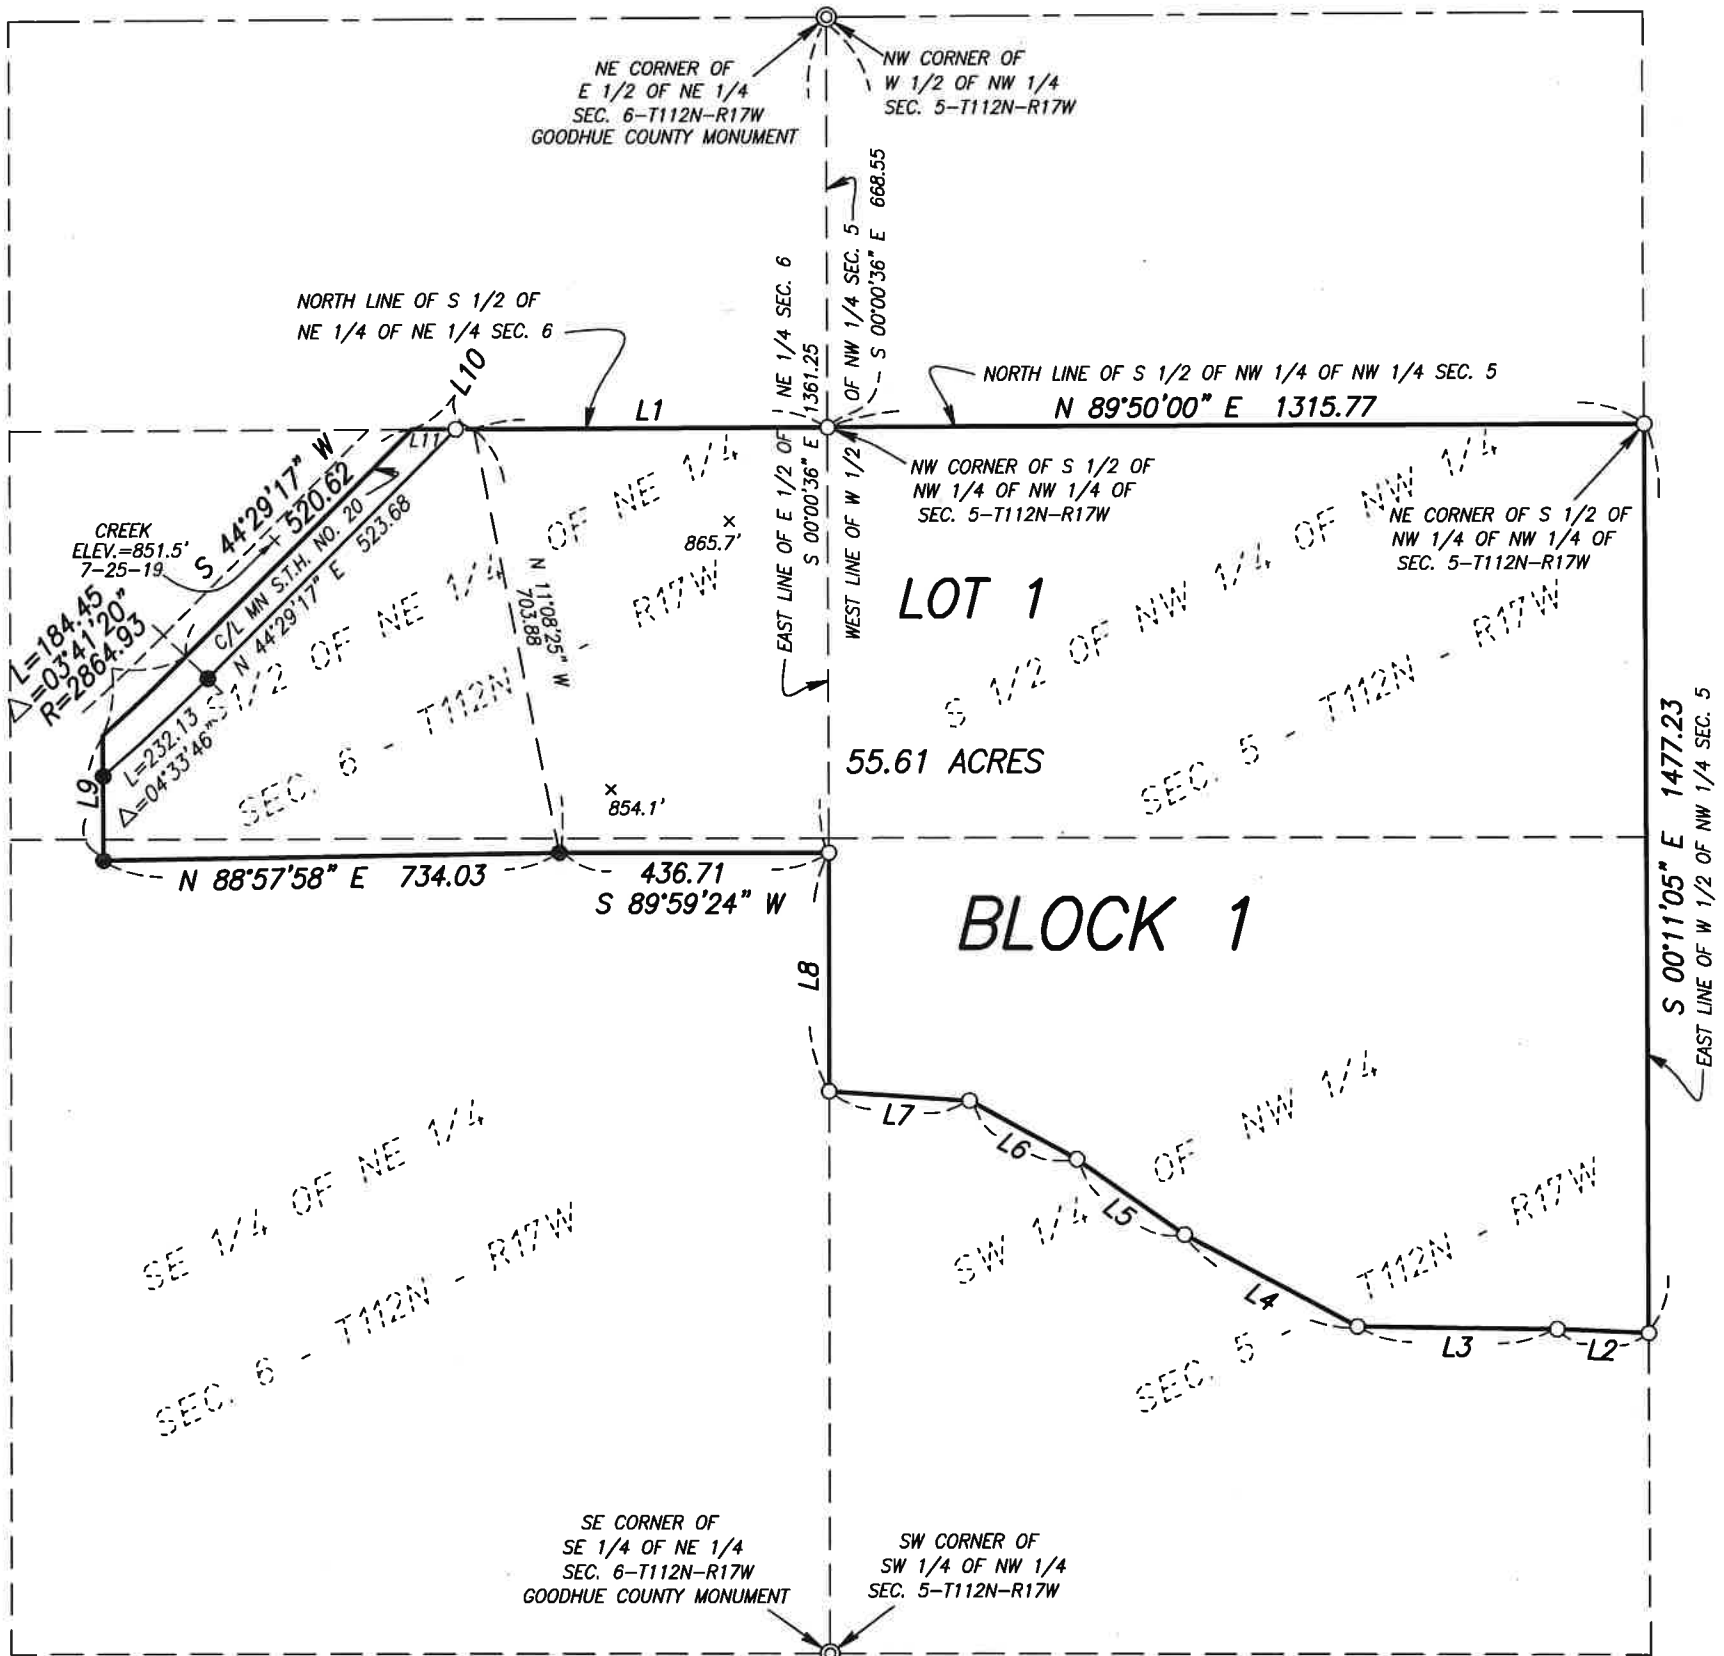 NE CORNER OF
E 1/2 OF NE 1/4
SEC. 6-T112N-R17W
GOODHUE COUNTY MONUMENT
NW CORNER OF
W 1/2 OF NW 1/4
SEC. 5-T112N-R17W
NORTH LINE OF S 1/2 OF
NE 1/4 OF NE 1/4 SEC. 6
L10
L1
L11
EAST LINE OF E 1/2 OF NE 1/4 SEC. 6
S 00°00'36" E 1361.25
WEST LINE OF W 1/2 OF NW 1/4 SEC. 5
S 00°00'36" E 668.55
NORTH LINE OF S 1/2 OF NW 1/4 OF NW 1/4 SEC. 5
N 89°50'00" E 1315.77
NW CORNER OF S 1/2 OF
NW 1/4 OF NW 1/4 OF
SEC. 5-T112N-R17W
NE CORNER OF S 1/2 OF
NW 1/4 OF NW 1/4 OF
SEC. 5-T112N-R17W
S 44°29'17" W
520.62
CREEK
ELEV.=851.5'
7-25-19
C/L MN S.T.H. NO. 20
N 44°29'17" E 523.68
L=184.45
Δ=03°41'20"
R=2864.93
L=232.13
Δ=04°33'46"
L9
N 11°08'25" W
703.88
865.7'
854.1'
S 1/2 OF NE 1/4 OF NE 1/4
SEC. 6 - T112N - R17W
LOT 1
55.61 ACRES
S 1/2 OF NW 1/4 OF NW 1/4
SEC. 5 - T112N - R17W
S 00°11'05" E 1477.23
EAST LINE OF W 1/2 OF NW 1/4 SEC. 5
N 88°57'58" E 734.03
436.71
S 89°59'24" W
BLOCK 1
L8
L7
L6
L5
L4
L3
L2
SE 1/4 OF NE 1/4
SEC. 6 - T112N - R17W
SW 1/4 OF NW 1/4
SEC. 5 - T112N - R17W
SE CORNER OF
SE 1/4 OF NE 1/4
SEC. 6-T112N-R17W
GOODHUE COUNTY MONUMENT
SW CORNER OF
SW 1/4 OF NW 1/4
SEC. 5-T112N-R17W